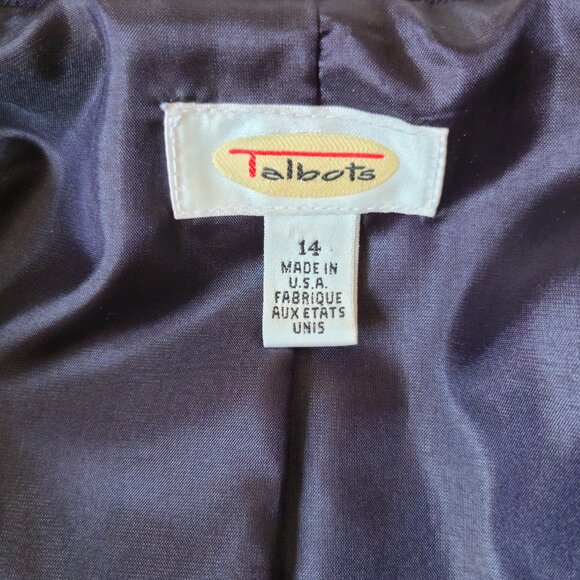 Talbots
14
MADE IN
U.S.A.
FABRIQUE
AUX ETATS
UNIS